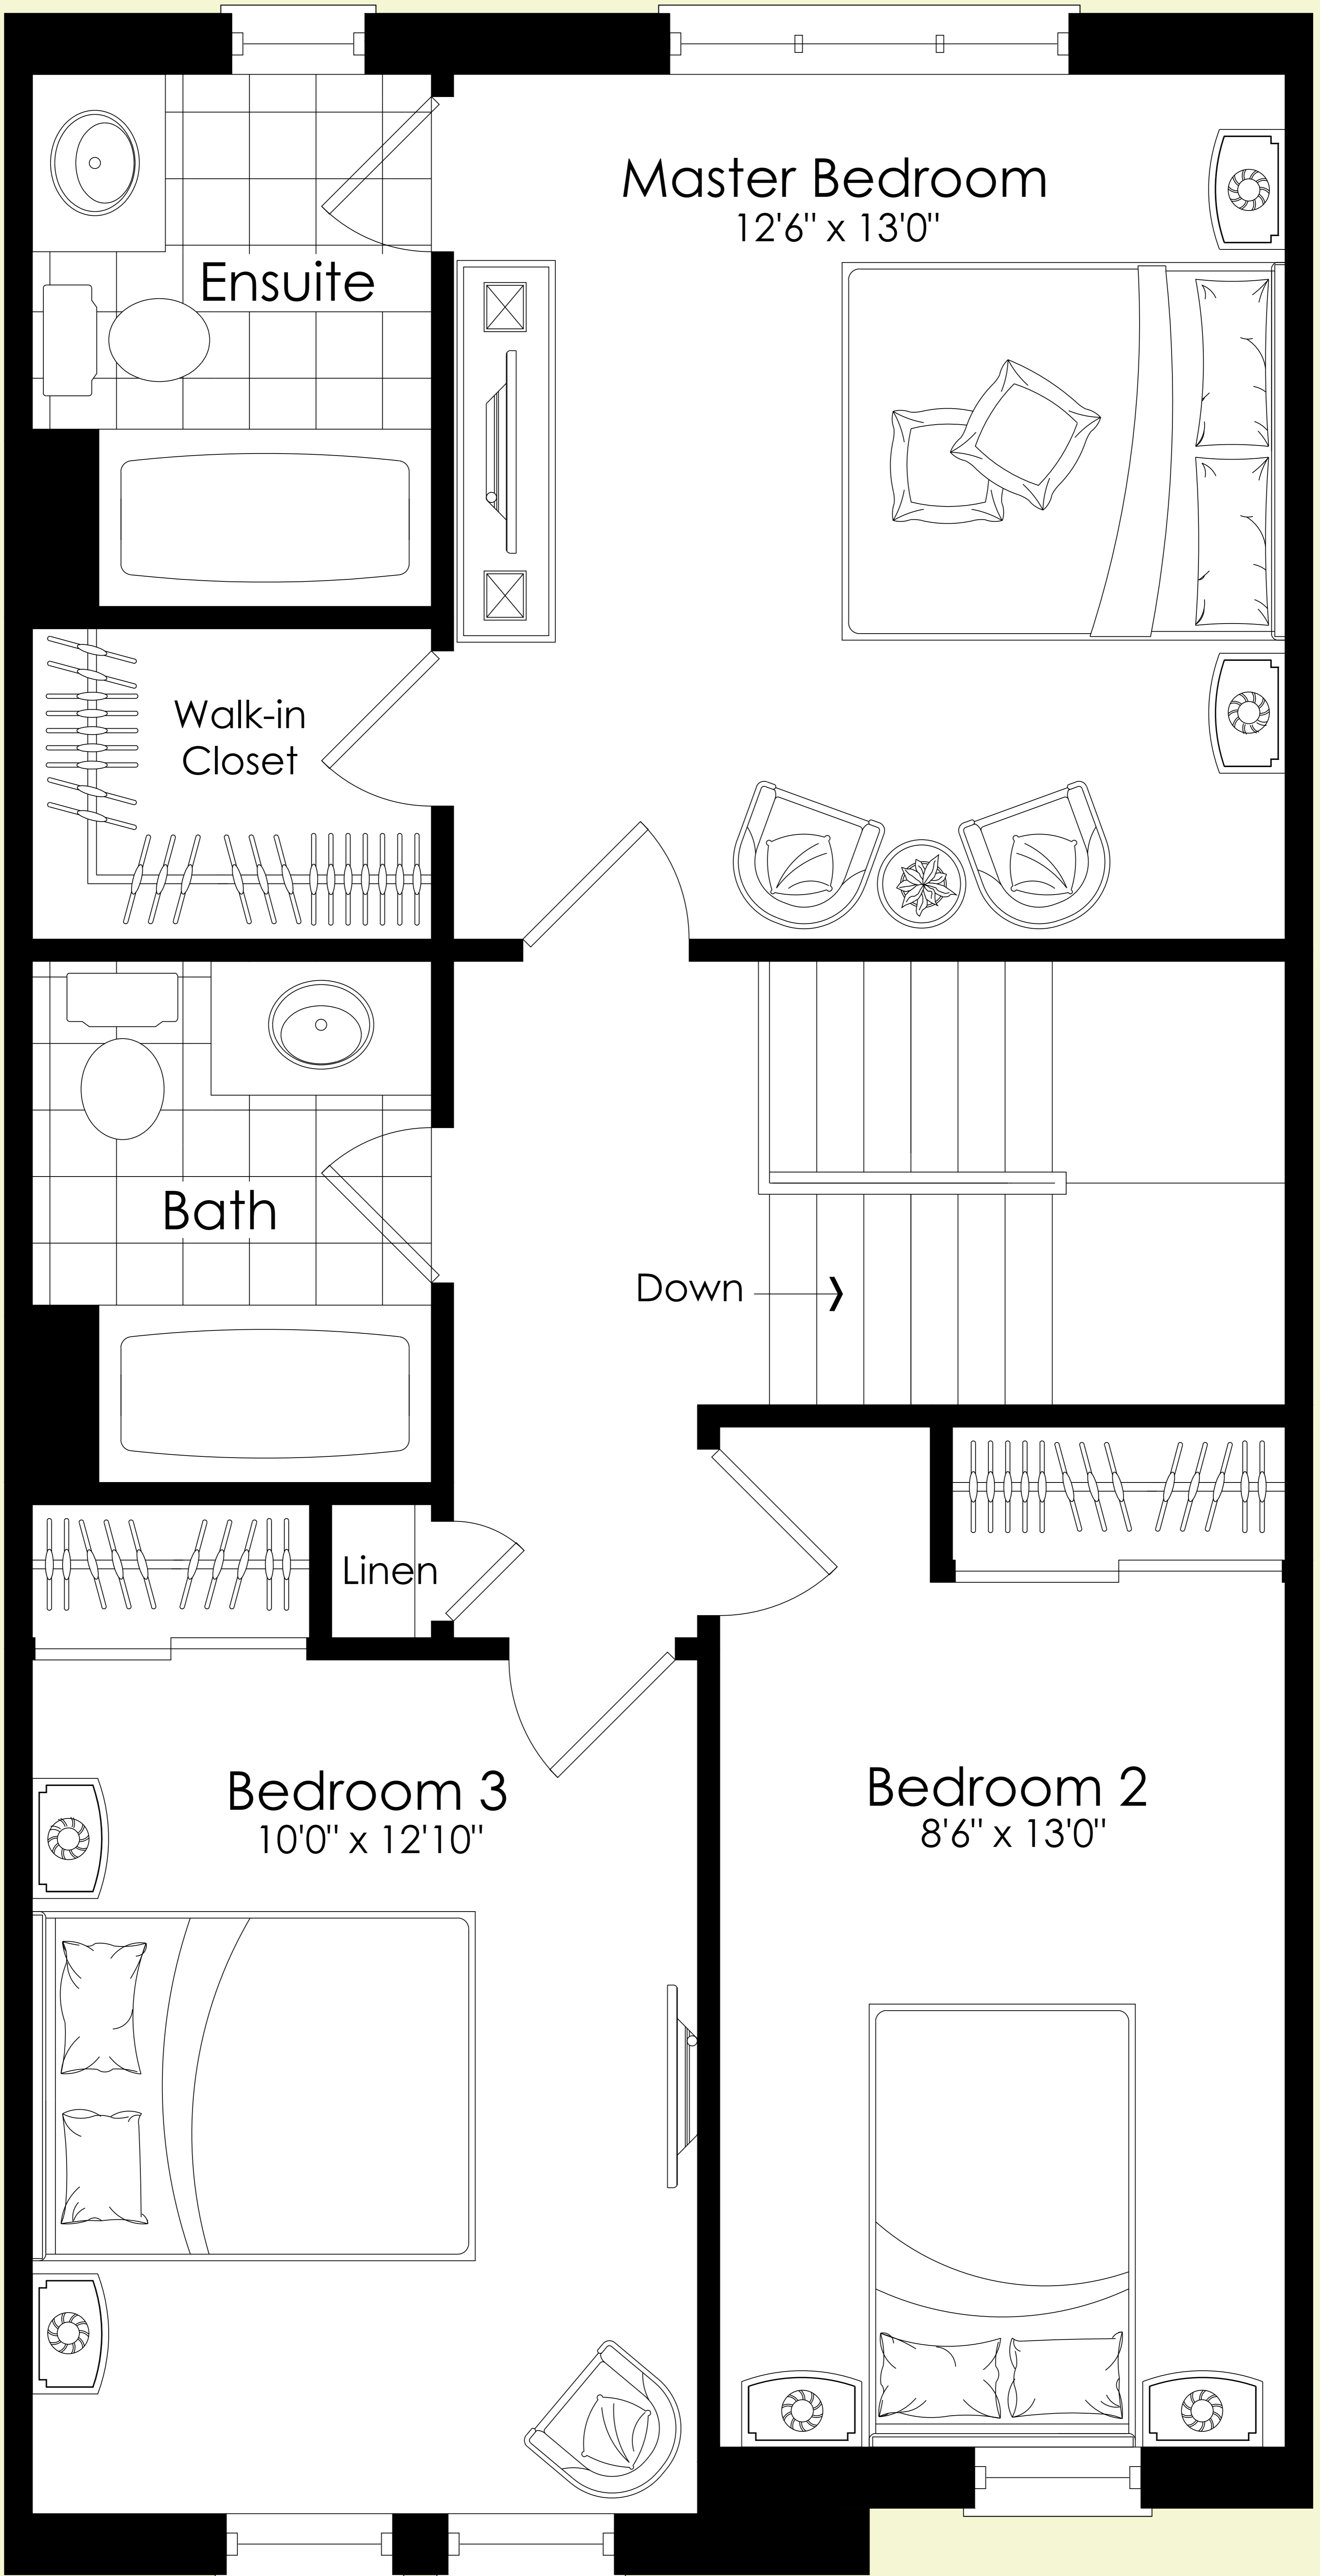 Master Bedroom
12'6" x 13'0"
Ensuite
Walk-in
Closet
Bath
Down
Linen
Bedroom 3
10'0" x 12'10"
Bedroom 2
8'6" x 13'0"